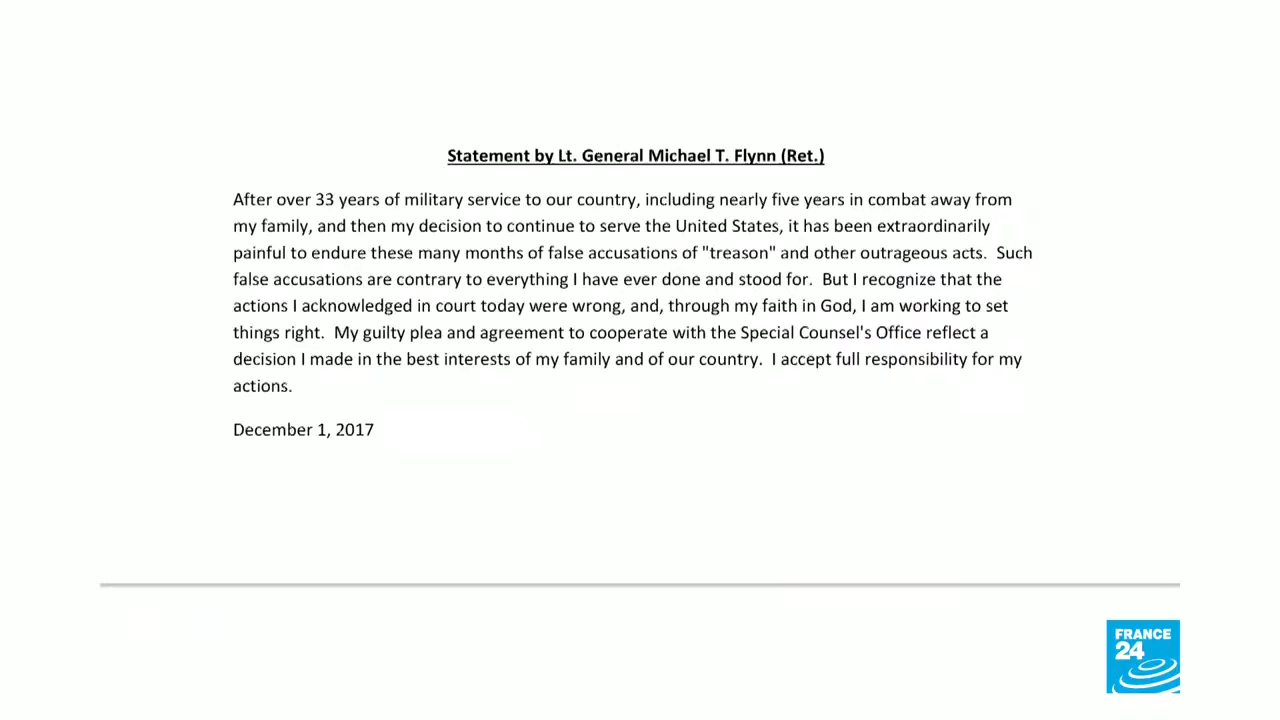 Statement by Lt. General Michael T. Flynn (Ret.)
After over 33 years of military service to our country, including nearly five years in combat away from
my family, and then my decision to continue to serve the United States, it has been extraordinarily
painful to endure these many months of false accusations of "treason" and other outrageous acts.  Such
false accusations are contrary to everything I have ever done and stood for.  But I recognize that the
actions I acknowledged in court today were wrong, and, through my faith in God, I am working to set
things right.  My guilty plea and agreement to cooperate with the Special Counsel's Office reflect a
decision I made in the best interests of my family and of our country.  I accept full responsibility for my
actions.
December 1, 2017
FRANCE
24